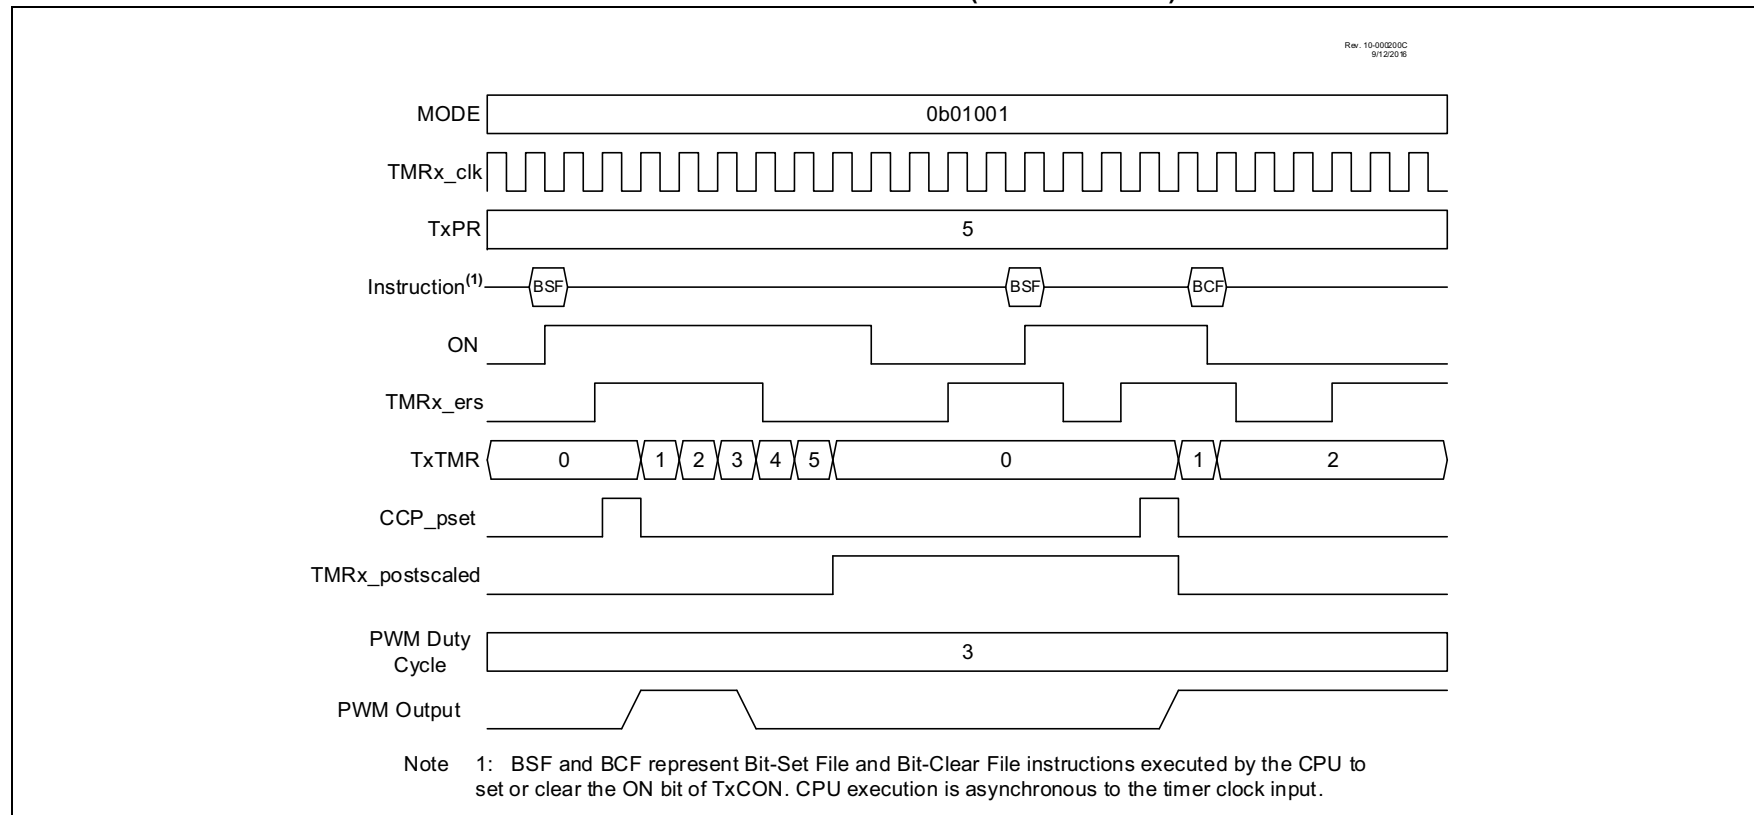 Rev. 10-000200C
9/12/2016
MODE 0b01001
TMRx_clk
TxPR 5
Instruction(1) BSF BSF BCF
ON
TMRx_ers
TxTMR 0 1 2 3 4 5 0 1 2
CCP_pset
TMRx_postscaled
PWM Duty
Cycle 3
PWM Output
Note 1: BSF and BCF represent Bit-Set File and Bit-Clear File instructions executed by the CPU to
set or clear the ON bit of TxCON. CPU execution is asynchronous to the timer clock input.